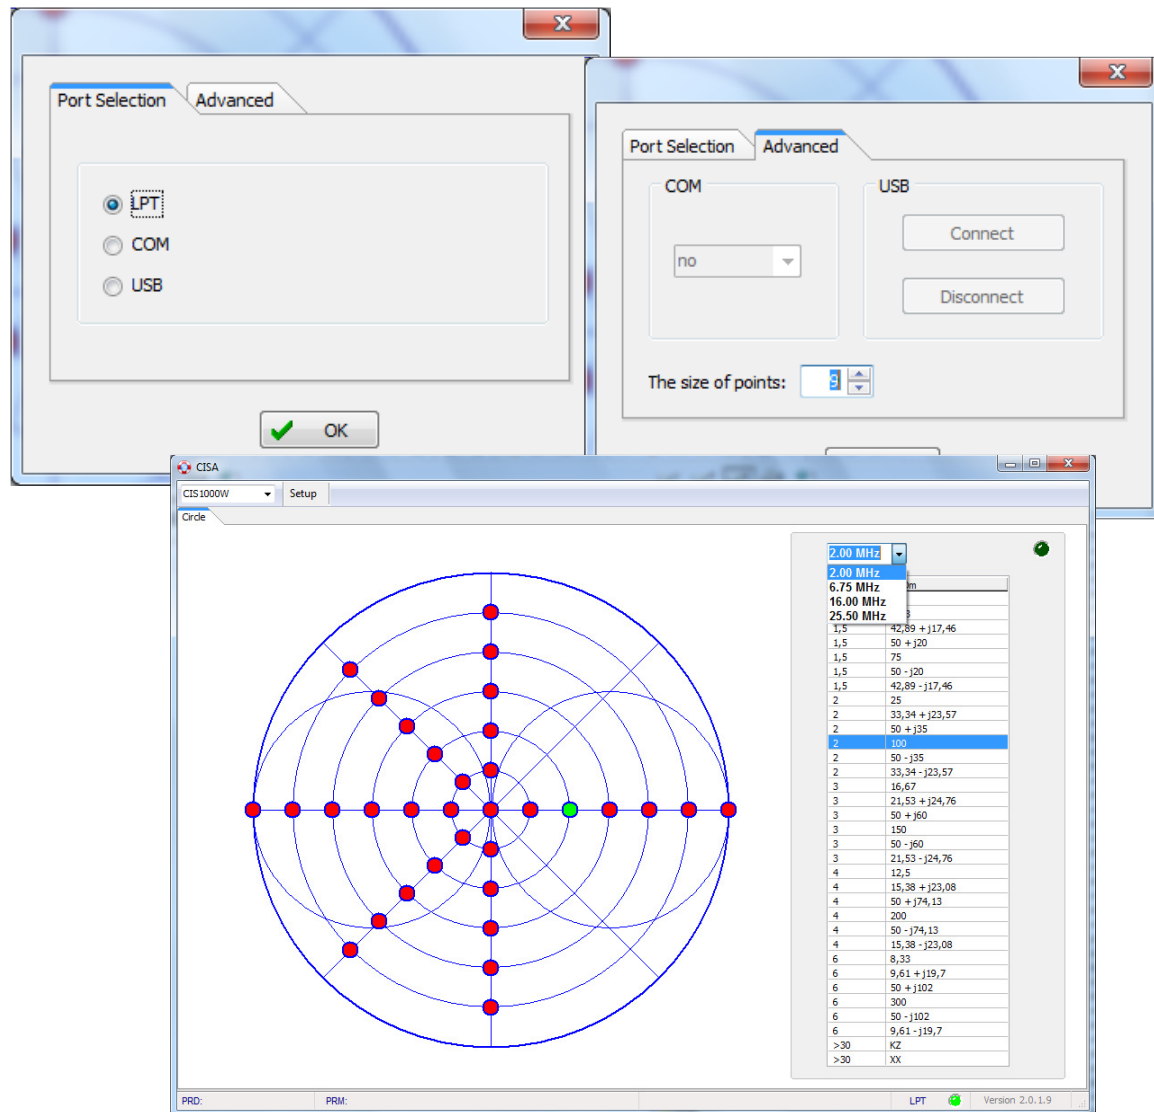 Port Selection Advanced
LPT
COM
USB
OK
Port Selection Advanced
COM USB
no
Connect
Disconnect
The size of points: 9
CISA
CIS1000W Setup
Circle
2.00 MHz
2.00 MHz
6.75 MHz
16.00 MHz
25.50 MHz
1,5 42,89 + j17,46
1,5 50 + j20
1,5 75
1,5 50 - j20
1,5 42,89 - j17,46
2 25
2 33,34 + j23,57
2 50 + j35
2 100
2 50 - j35
2 33,34 - j23,57
3 16,67
3 21,53 + j24,76
3 50 + j60
3 150
3 50 - j60
3 21,53 - j24,76
4 12,5
4 15,38 + j23,08
4 50 + j74,13
4 200
4 50 - j74,13
4 15,38 - j23,08
6 8,33
6 9,61 + j19,7
6 50 + j102
6 300
6 50 - j102
6 9,61 - j19,7
>30 KZ
>30 XX
PRD: PRM: LPT Version 2.0.1.9